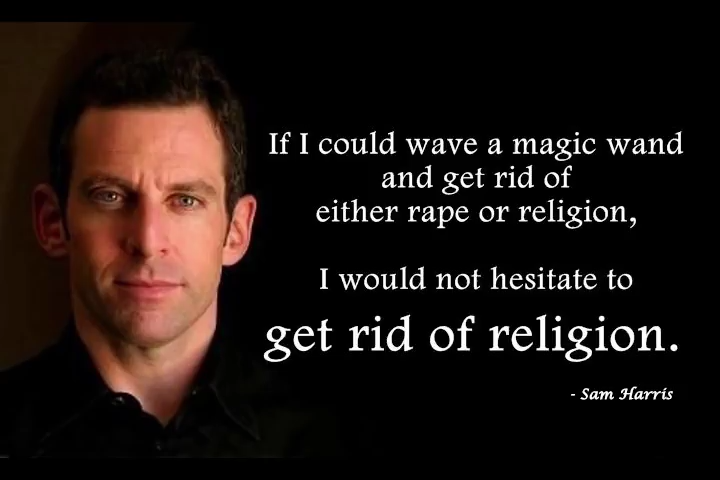 If I could wave a magic wand
and get rid of
either rape or religion,
I would not hesitate to
get rid of religion.
- Sam Harris